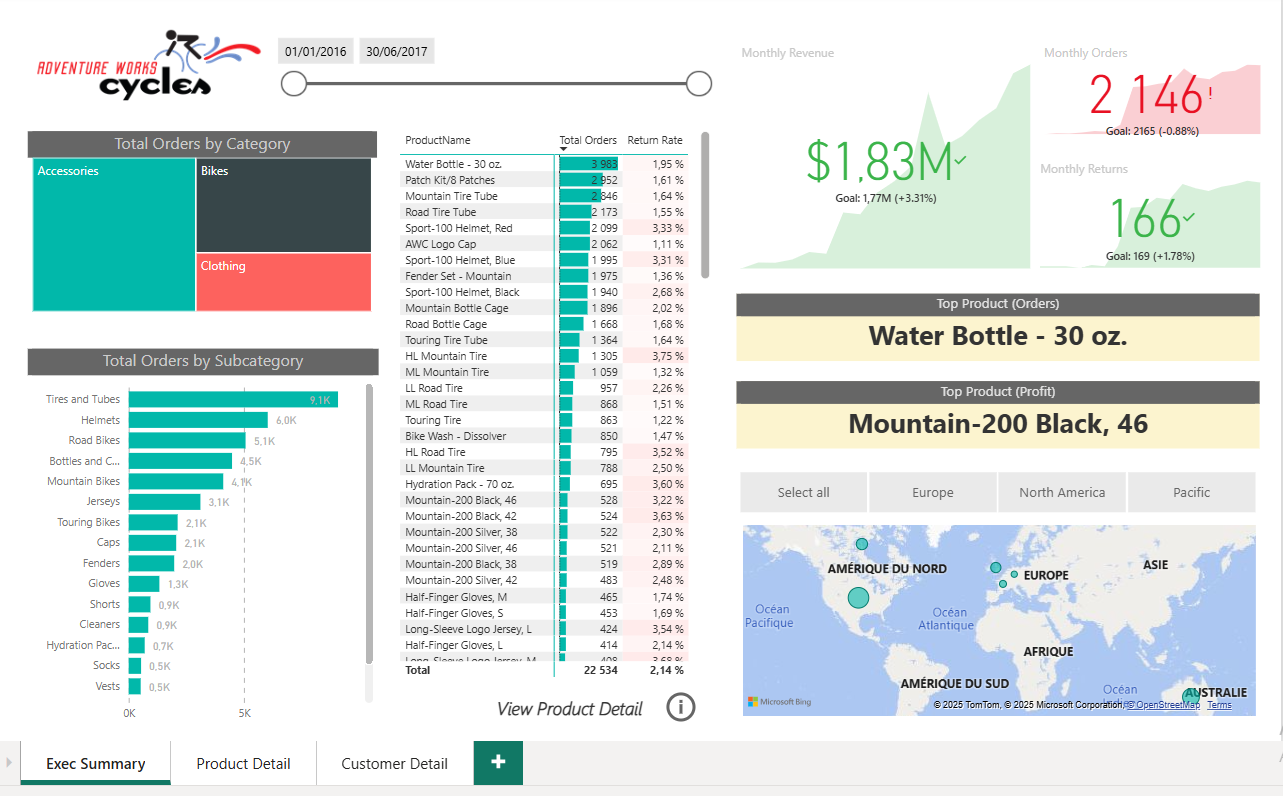 ADVENTURE WORKS
cycles
01/01/2016 30/06/2017
Total Orders by Category
Accessories
Bikes
Clothing
Total Orders by Subcategory
Tires and Tubes 9,1K
Helmets 6,0K
Road Bikes 5,1K
Bottles and C... 4,5K
Mountain Bikes 4,1K
Jerseys 3,1K
Touring Bikes 2,1K
Caps 2,1K
Fenders 2,0K
Gloves 1,3K
Shorts 0,9K
Cleaners 0,9K
Hydration Pac... 0,7K
Socks 0,5K
Vests 0,5K
0K 5K
ProductName Total Orders Return Rate
Water Bottle - 30 oz. 3 983 1,95 %
Patch Kit/8 Patches 2 952 1,61 %
Mountain Tire Tube 2 846 1,64 %
Road Tire Tube 2 173 1,55 %
Sport-100 Helmet, Red 2 099 3,33 %
AWC Logo Cap 2 062 1,11 %
Sport-100 Helmet, Blue 1 995 3,31 %
Fender Set - Mountain 1 975 1,36 %
Sport-100 Helmet, Black 1 940 2,68 %
Mountain Bottle Cage 1 896 2,02 %
Road Bottle Cage 1 668 1,68 %
Touring Tire Tube 1 364 1,64 %
HL Mountain Tire 1 305 3,75 %
ML Mountain Tire 1 059 1,32 %
LL Road Tire 957 2,26 %
ML Road Tire 868 1,51 %
Touring Tire 863 1,22 %
Bike Wash - Dissolver 850 1,47 %
HL Road Tire 795 3,52 %
LL Mountain Tire 788 2,50 %
Hydration Pack - 70 oz. 695 3,60 %
Mountain-200 Black, 46 528 3,22 %
Mountain-200 Black, 42 524 3,63 %
Mountain-200 Silver, 38 522 2,30 %
Mountain-200 Silver, 46 521 2,11 %
Mountain-200 Black, 38 519 2,89 %
Mountain-200 Silver, 42 483 2,48 %
Half-Finger Gloves, M 465 1,74 %
Half-Finger Gloves, S 453 1,69 %
Long-Sleeve Logo Jersey, L 424 3,54 %
Half-Finger Gloves, L 414 2,14 %
Long-Sleeve Logo Jersey, M 408 3,68 %
Total 22 534 2,14 %
View Product Detail
Monthly Revenue
$1,83M
Goal: 1,77M (+3.31%)
Monthly Orders
2 146!
Goal: 2165 (-0.88%)
Monthly Returns
166
Goal: 169 (+1.78%)
Top Product (Orders)
Water Bottle - 30 oz.
Top Product (Profit)
Mountain-200 Black, 46
Select all Europe North America Pacific
AMÉRIQUE DU NORD
EUROPE
ASIE
Océan
Pacifique
Océan
Atlantique
AFRIQUE
AMÉRIQUE DU SUD
Océan
AUSTRALIE
Microsoft Bing
© 2025 TomTom, © 2025 Microsoft Corporation, © OpenStreetMap Terms
Exec Summary Product Detail Customer Detail +